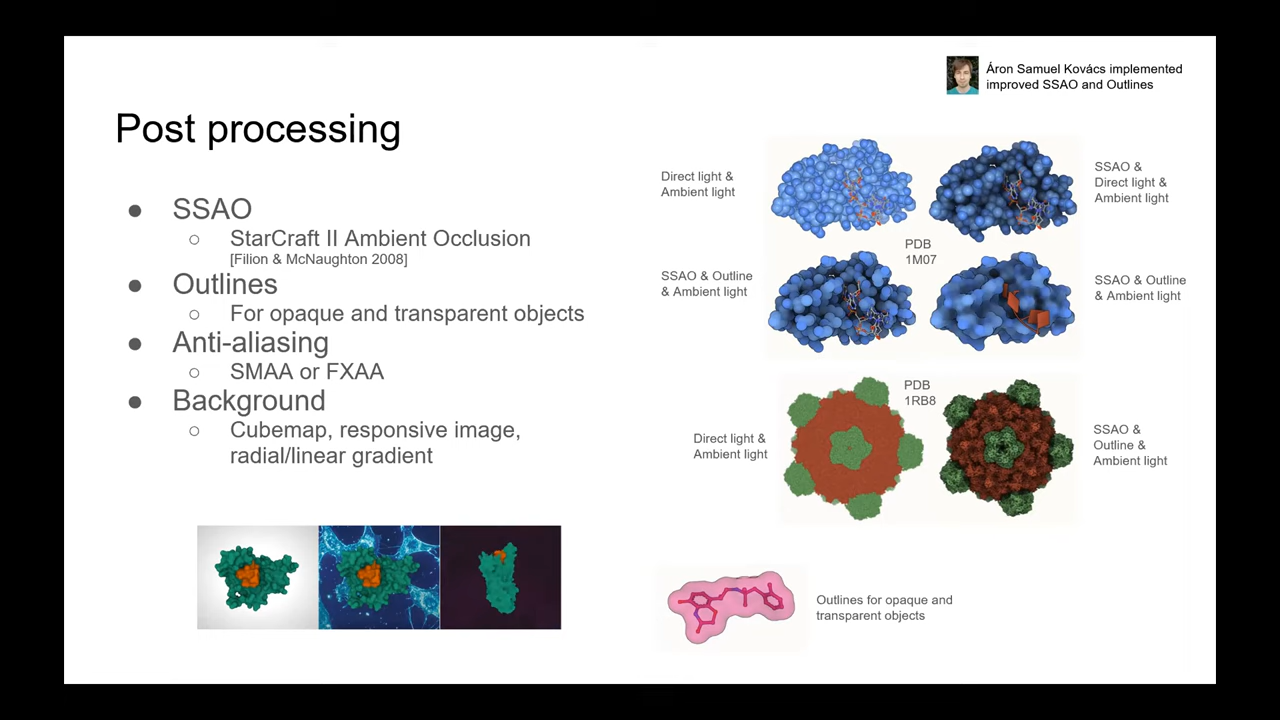 Áron Samuel Kovács implemented
improved SSAO and Outlines
Post processing
● SSAO
○ StarCraft II Ambient Occlusion
[Filion & McNaughton 2008]
● Outlines
○ For opaque and transparent objects
● Anti-aliasing
○ SMAA or FXAA
● Background
○ Cubemap, responsive image,
radial/linear gradient
Direct light &
Ambient light
SSAO &
Direct light &
Ambient light
PDB
1M07
SSAO & Outline
& Ambient light
SSAO & Outline
& Ambient light
PDB
1RB8
Direct light &
Ambient light
SSAO &
Outline &
Ambient light
Outlines for opaque and
transparent objects